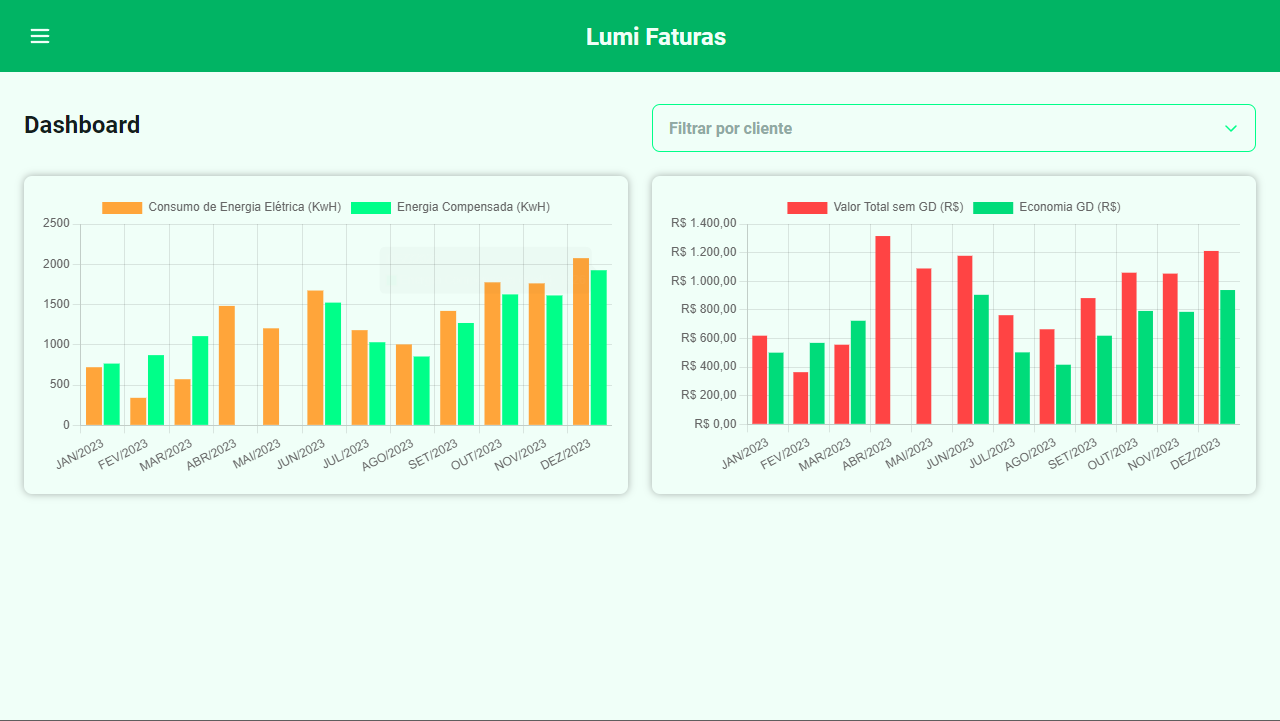 Lumi Faturas
Dashboard
Filtrar por cliente
Consumo de Energia Elétrica (KwH) Energia Compensada (KwH)
2500
2000
1500
1000
500
0
JAN/2023 FEV/2023 MAR/2023 ABR/2023 MAI/2023 JUN/2023 JUL/2023 AGO/2023 SET/2023 OUT/2023 NOV/2023 DEZ/2023
Valor Total sem GD (R$) Economia GD (R$)
R$ 1.400,00
R$ 1.200,00
R$ 1.000,00
R$ 800,00
R$ 600,00
R$ 400,00
R$ 200,00
R$ 0,00
JAN/2023 FEV/2023 MAR/2023 ABR/2023 MAI/2023 JUN/2023 JUL/2023 AGO/2023 SET/2023 OUT/2023 NOV/2023 DEZ/2023